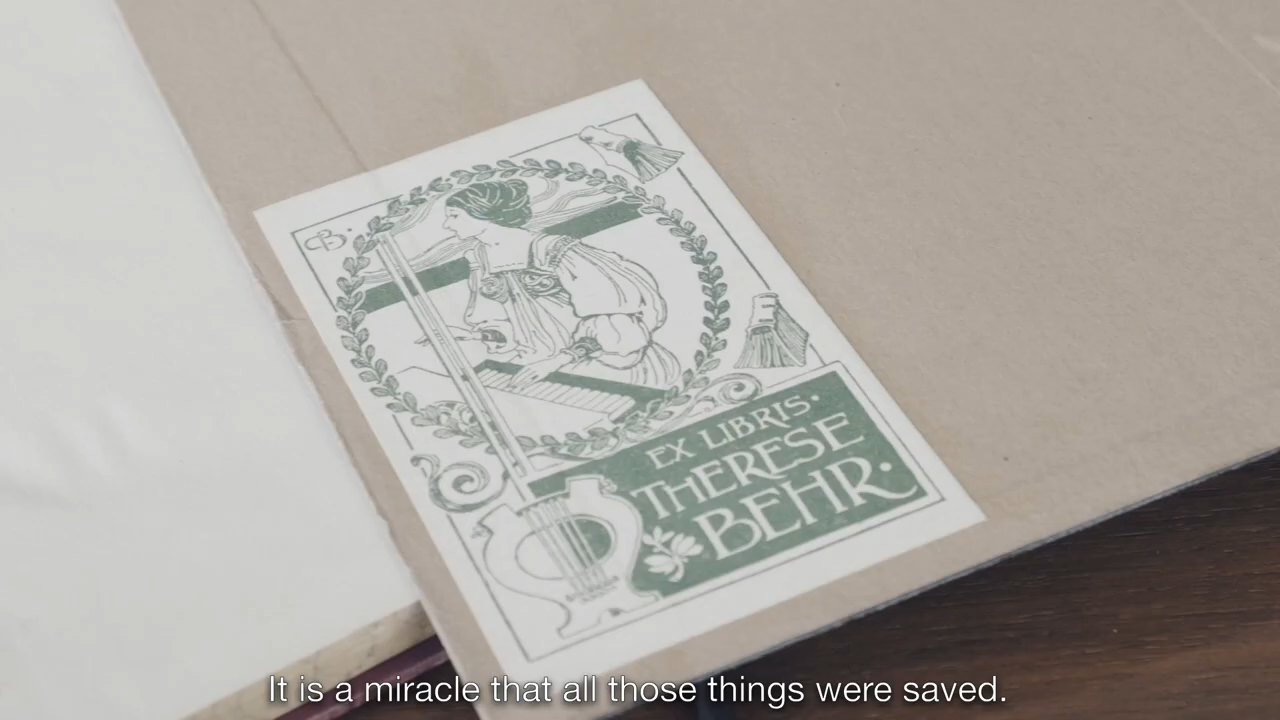 CB.
EX LIBRIS·
THERESE
BEHR·
It is a miracle that all those things were saved.